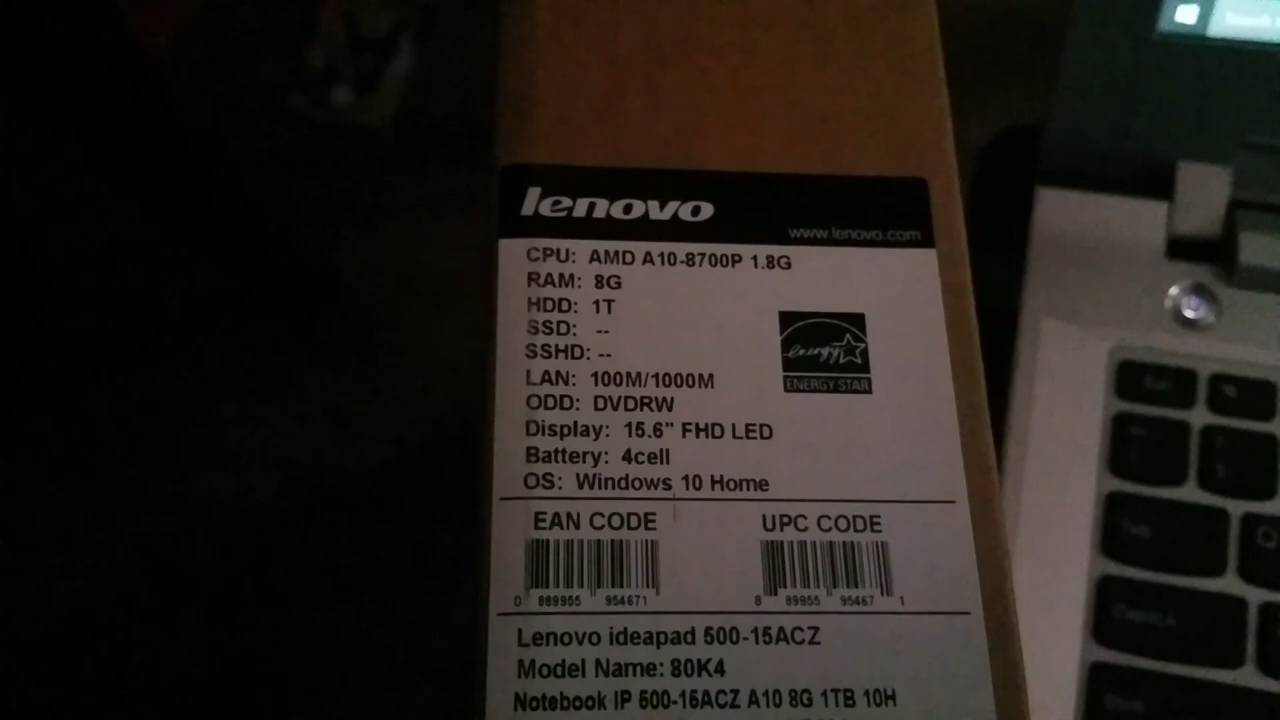 lenovo
www.lenovo.com
CPU: AMD A10-8700P 1.8G
RAM: 8G
HDD: 1T
SSD: --
SSHD: --
LAN: 100M/1000M
ODD: DVDRW
Display: 15.6" FHD LED
Battery: 4cell
OS: Windows 10 Home
energy
ENERGY STAR
EAN CODE
0 889955 954671
UPC CODE
8 89955 95467 1
Lenovo ideapad 500-15ACZ
Model Name: 80K4
Notebook IP 500-15ACZ A10 8G 1TB 10H
Esc
Tab